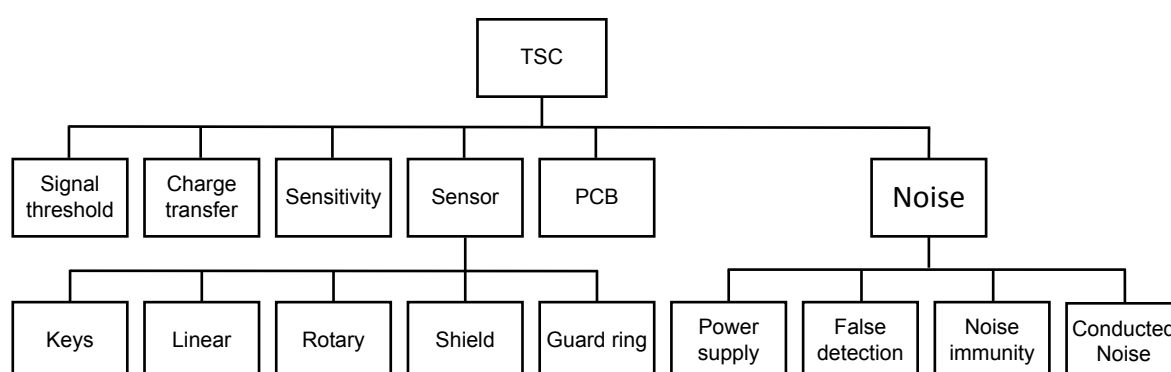 TSC
Signal
threshold
Charge
transfer
Sensitivity
Sensor
PCB
Noise
Keys
Linear
Rotary
Shield
Guard ring
Power
supply
False
detection
Noise
immunity
Conducted
Noise